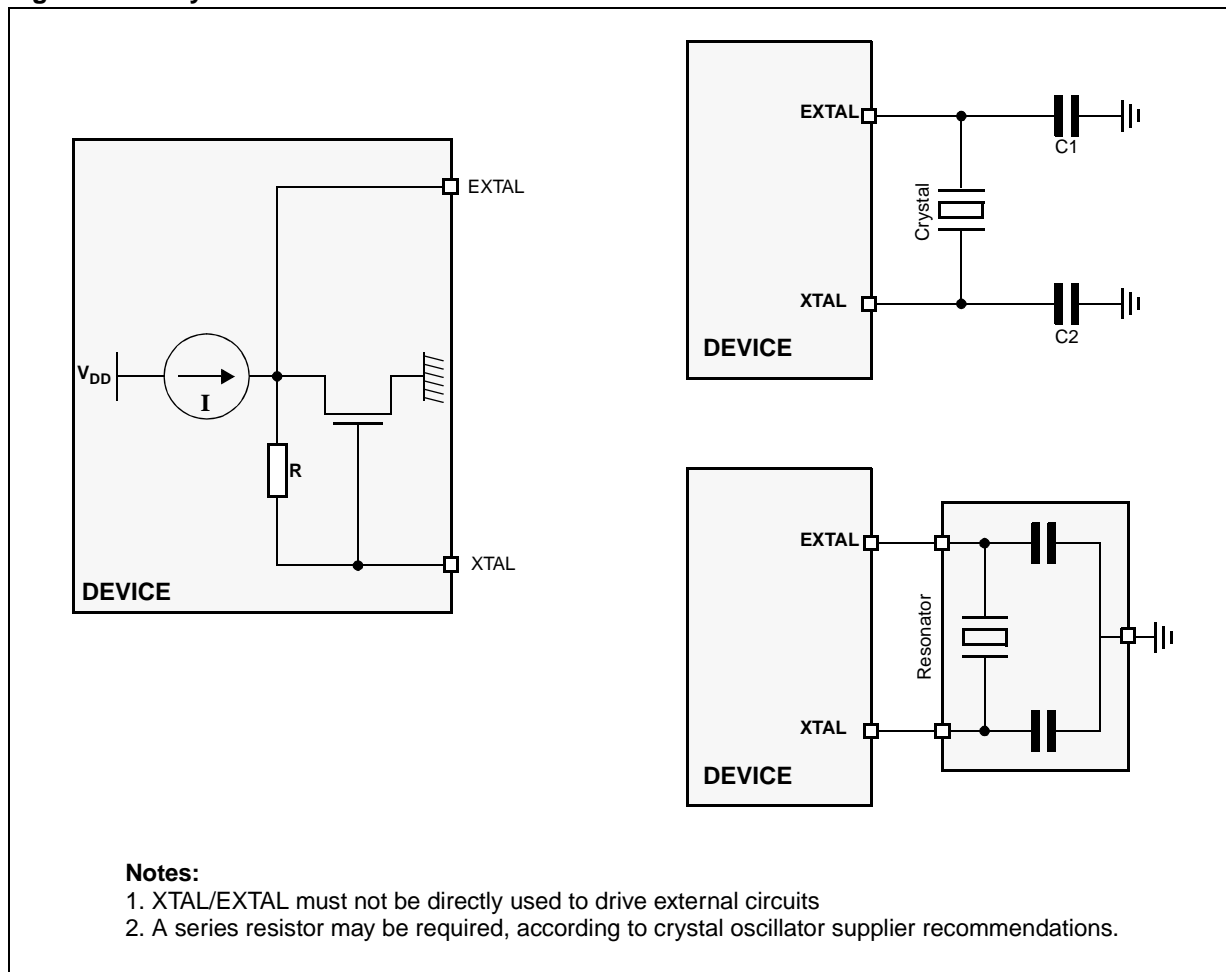 EXTAL
V_DD
I
R
XTAL
DEVICE
EXTAL
C1
Crystal
XTAL
C2
DEVICE
EXTAL
Resonator
XTAL
DEVICE
Notes:
1. XTAL/EXTAL must not be directly used to drive external circuits
2. A series resistor may be required, according to crystal oscillator supplier recommendations.